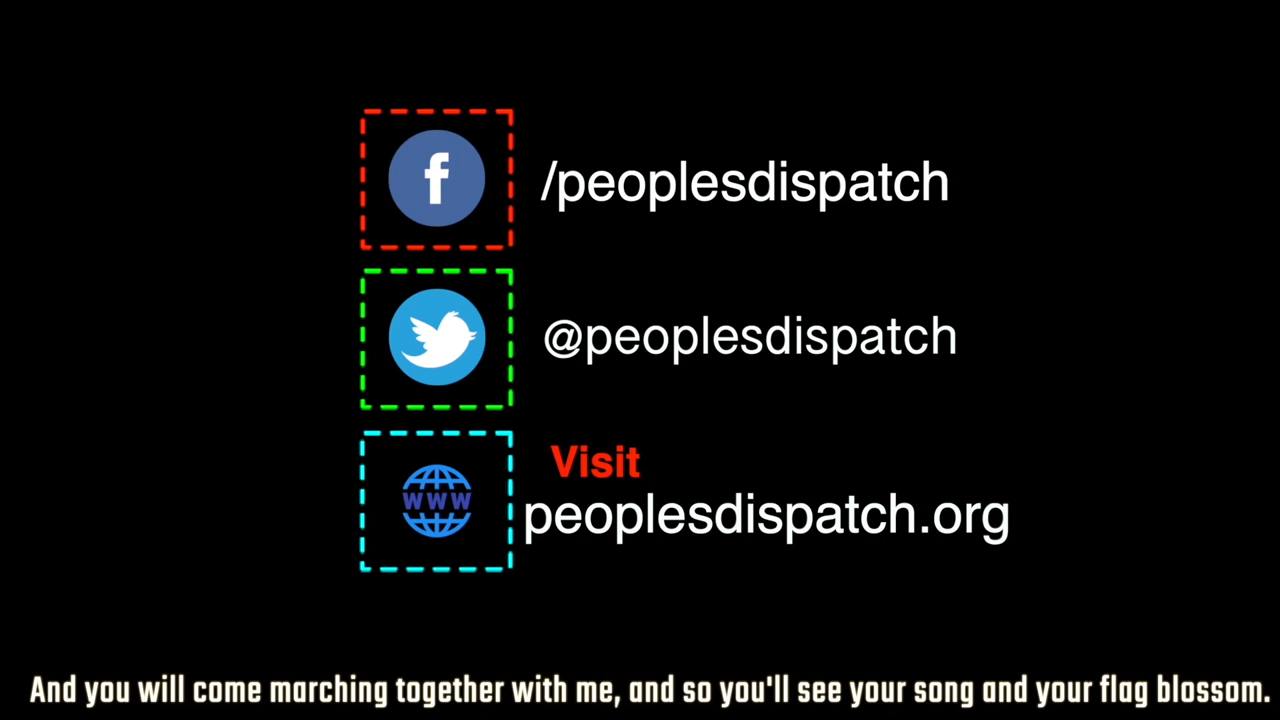 f
/peoplesdispatch
@peoplesdispatch
Visit
www
peoplesdispatch.org
And you will come marching together with me, and so you'll see your song and your flag blossom.